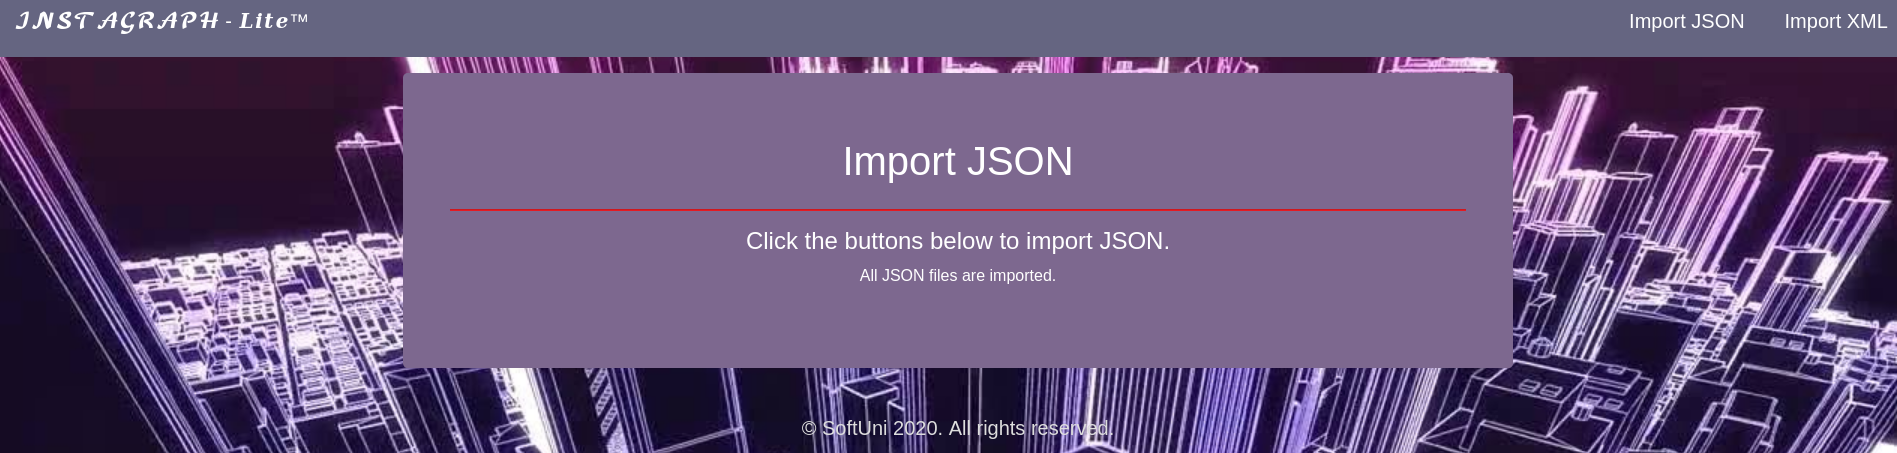 INSTAGRAPH - Lite™
Import JSON
Import XML
Import JSON
Click the buttons below to import JSON.
All JSON files are imported.
© SoftUni 2020. All rights reserved.